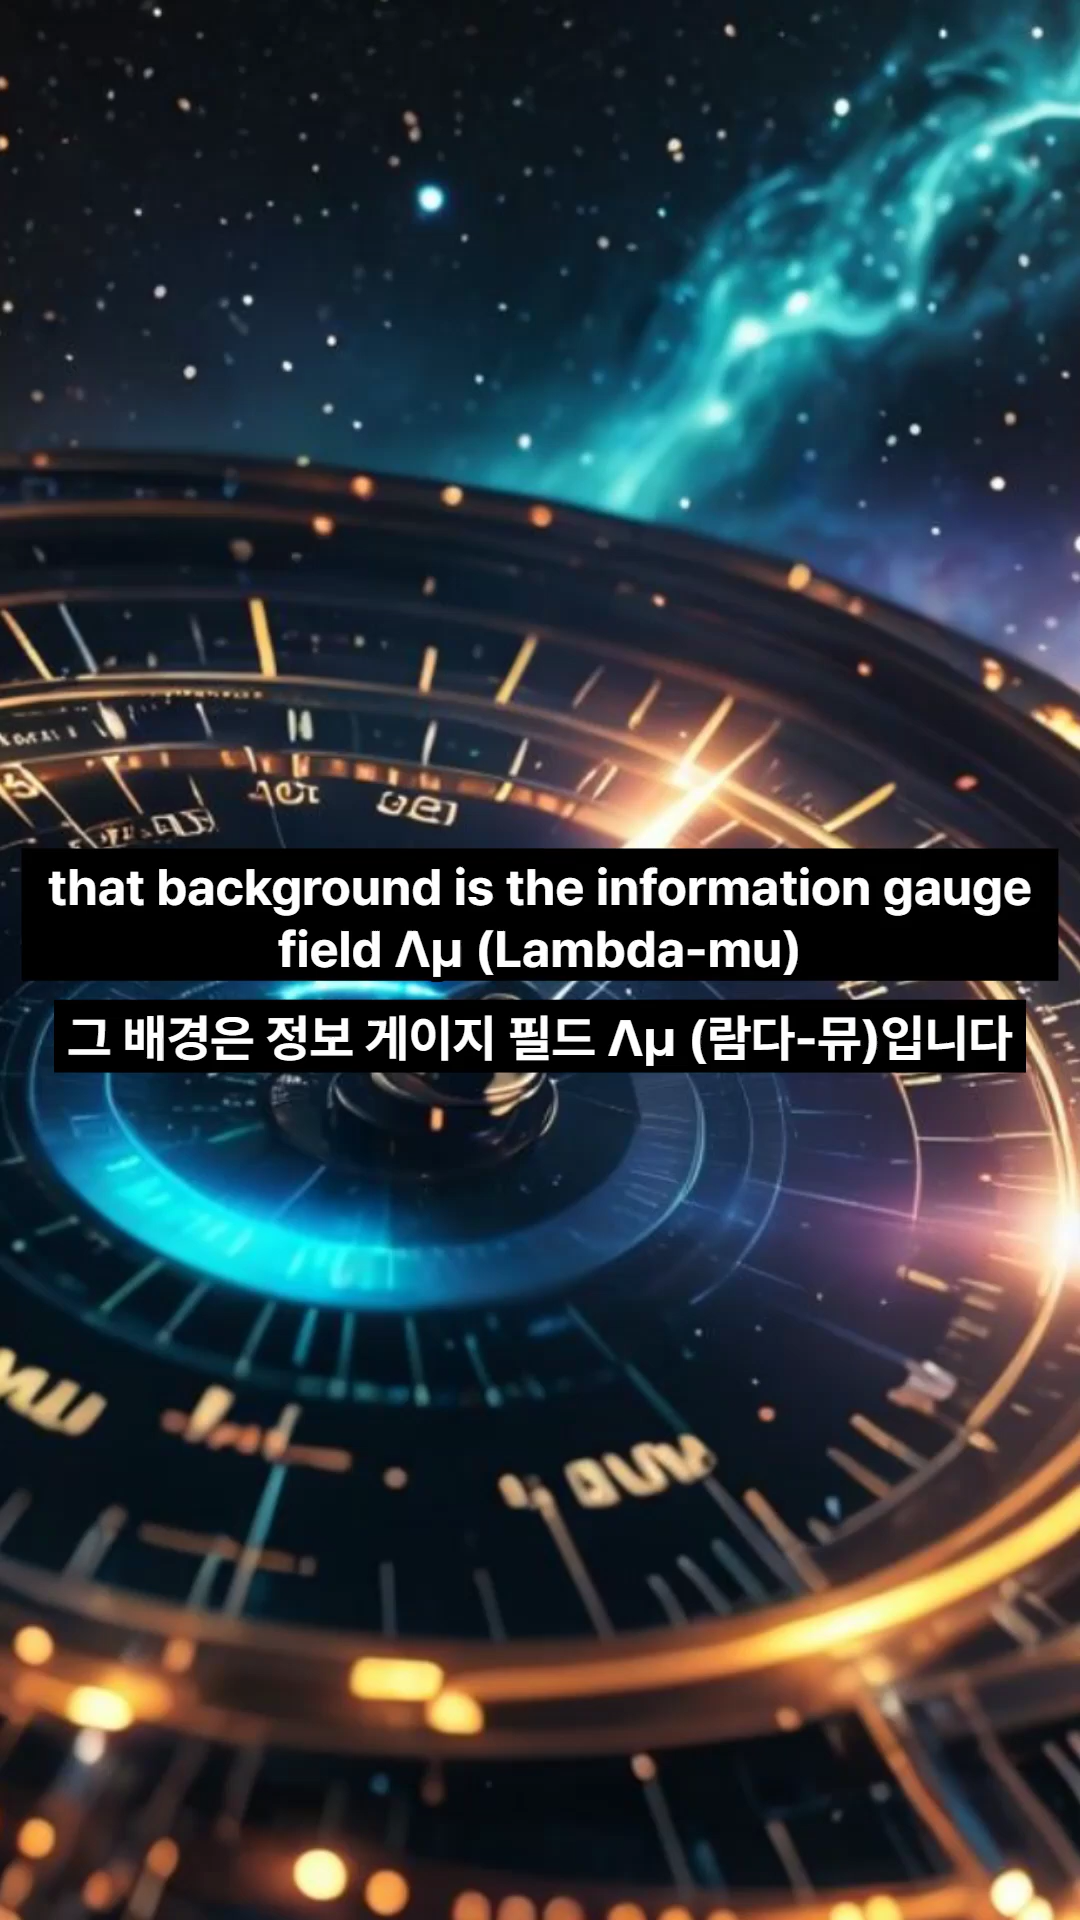 that background is the information gauge
field Λμ (Lambda-mu)
그 배경은 정보 게이지 필드 Λμ (람다-뮤)입니다